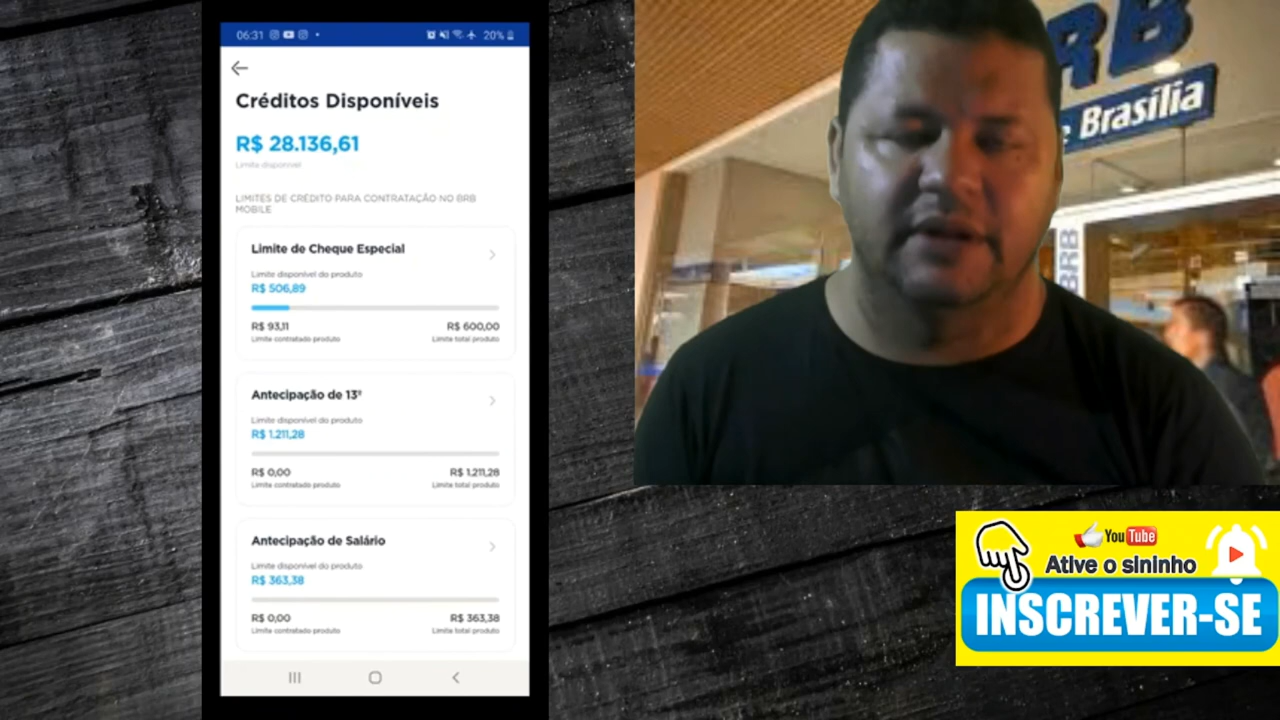 06:31
20%
Créditos Disponíveis
R$ 28.136,61
Limite disponível
LIMITES DE CRÉDITO PARA CONTRATAÇÃO NO BRB
MOBILE
Limite de Cheque Especial
Limite disponível do produto
R$ 506,89
R$ 93,11
R$ 600,00
Limite contratado produto
Limite total produto
Antecipação de 13º
Limite disponível do produto
R$ 1.211,28
R$ 0,00
R$ 1.211,28
Limite contratado produto
Limite total produto
Antecipação de Salário
Limite disponível do produto
R$ 363,38
R$ 0,00
R$ 363,38
Limite contratado produto
Limite total produto
RB
e Brasília
BRB
YouTube
Ative o sininho
INSCREVER-SE